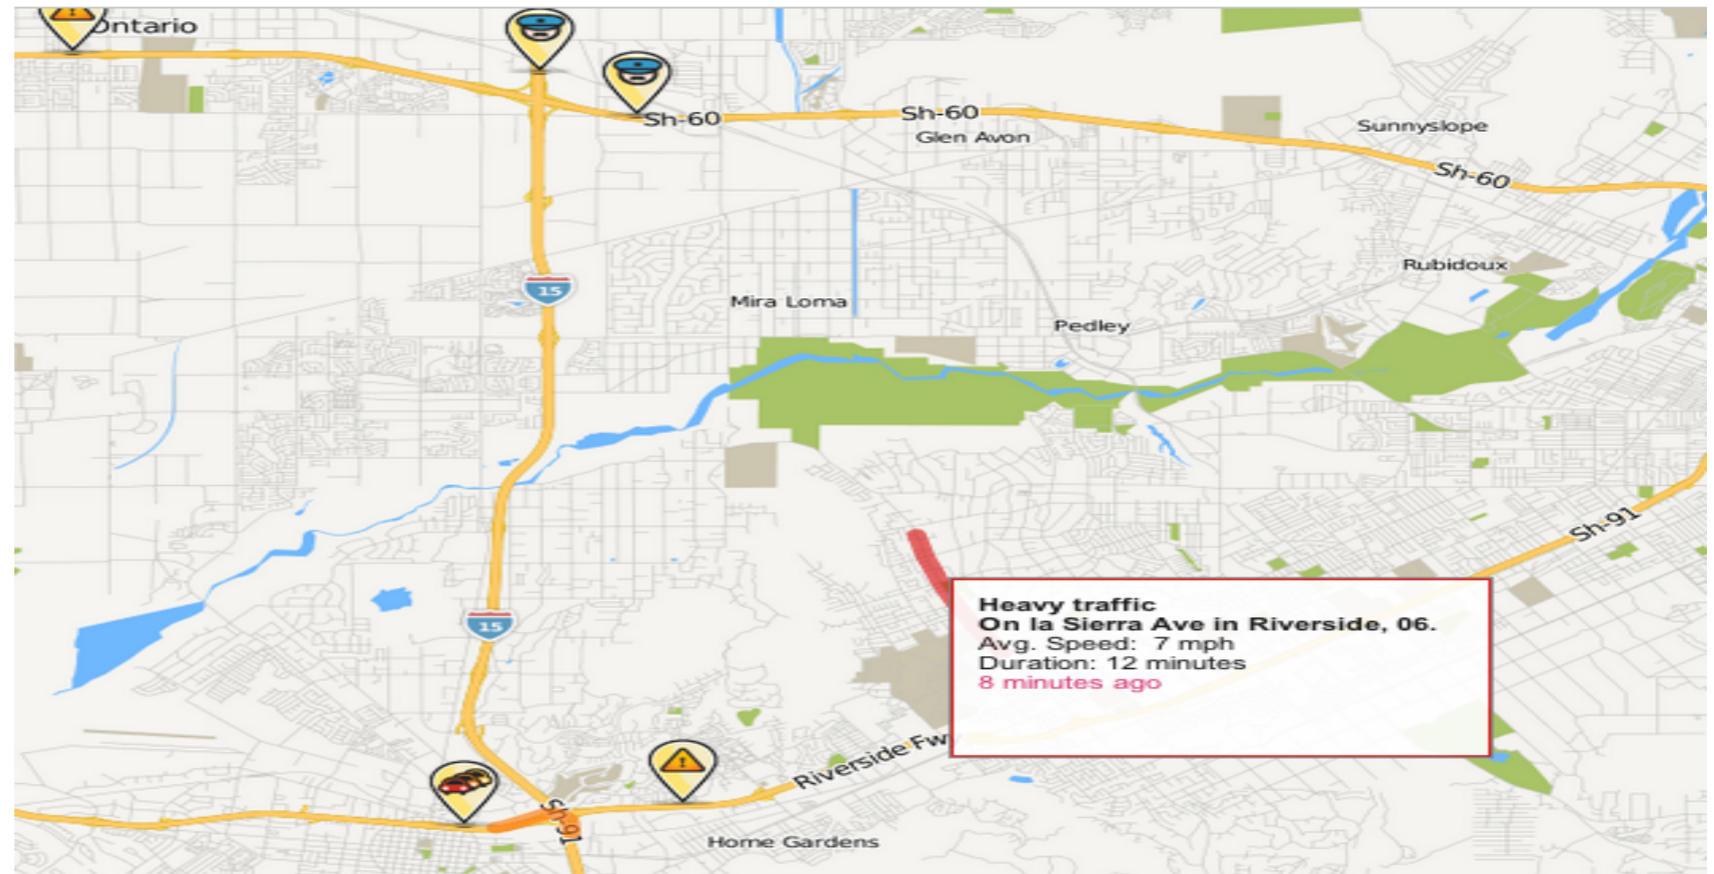 Ontario
Sh-60
Sh-60
Glen Avon
Sunnyslope
Sh-60
Rubidoux
15
Mira Loma
Pedley
Sh-91
15
Heavy traffic
On la Sierra Ave in Riverside, 06.
Avg. Speed: 7 mph
Duration: 12 minutes
8 minutes ago
Riverside Fw
Sh-91
Home Gardens